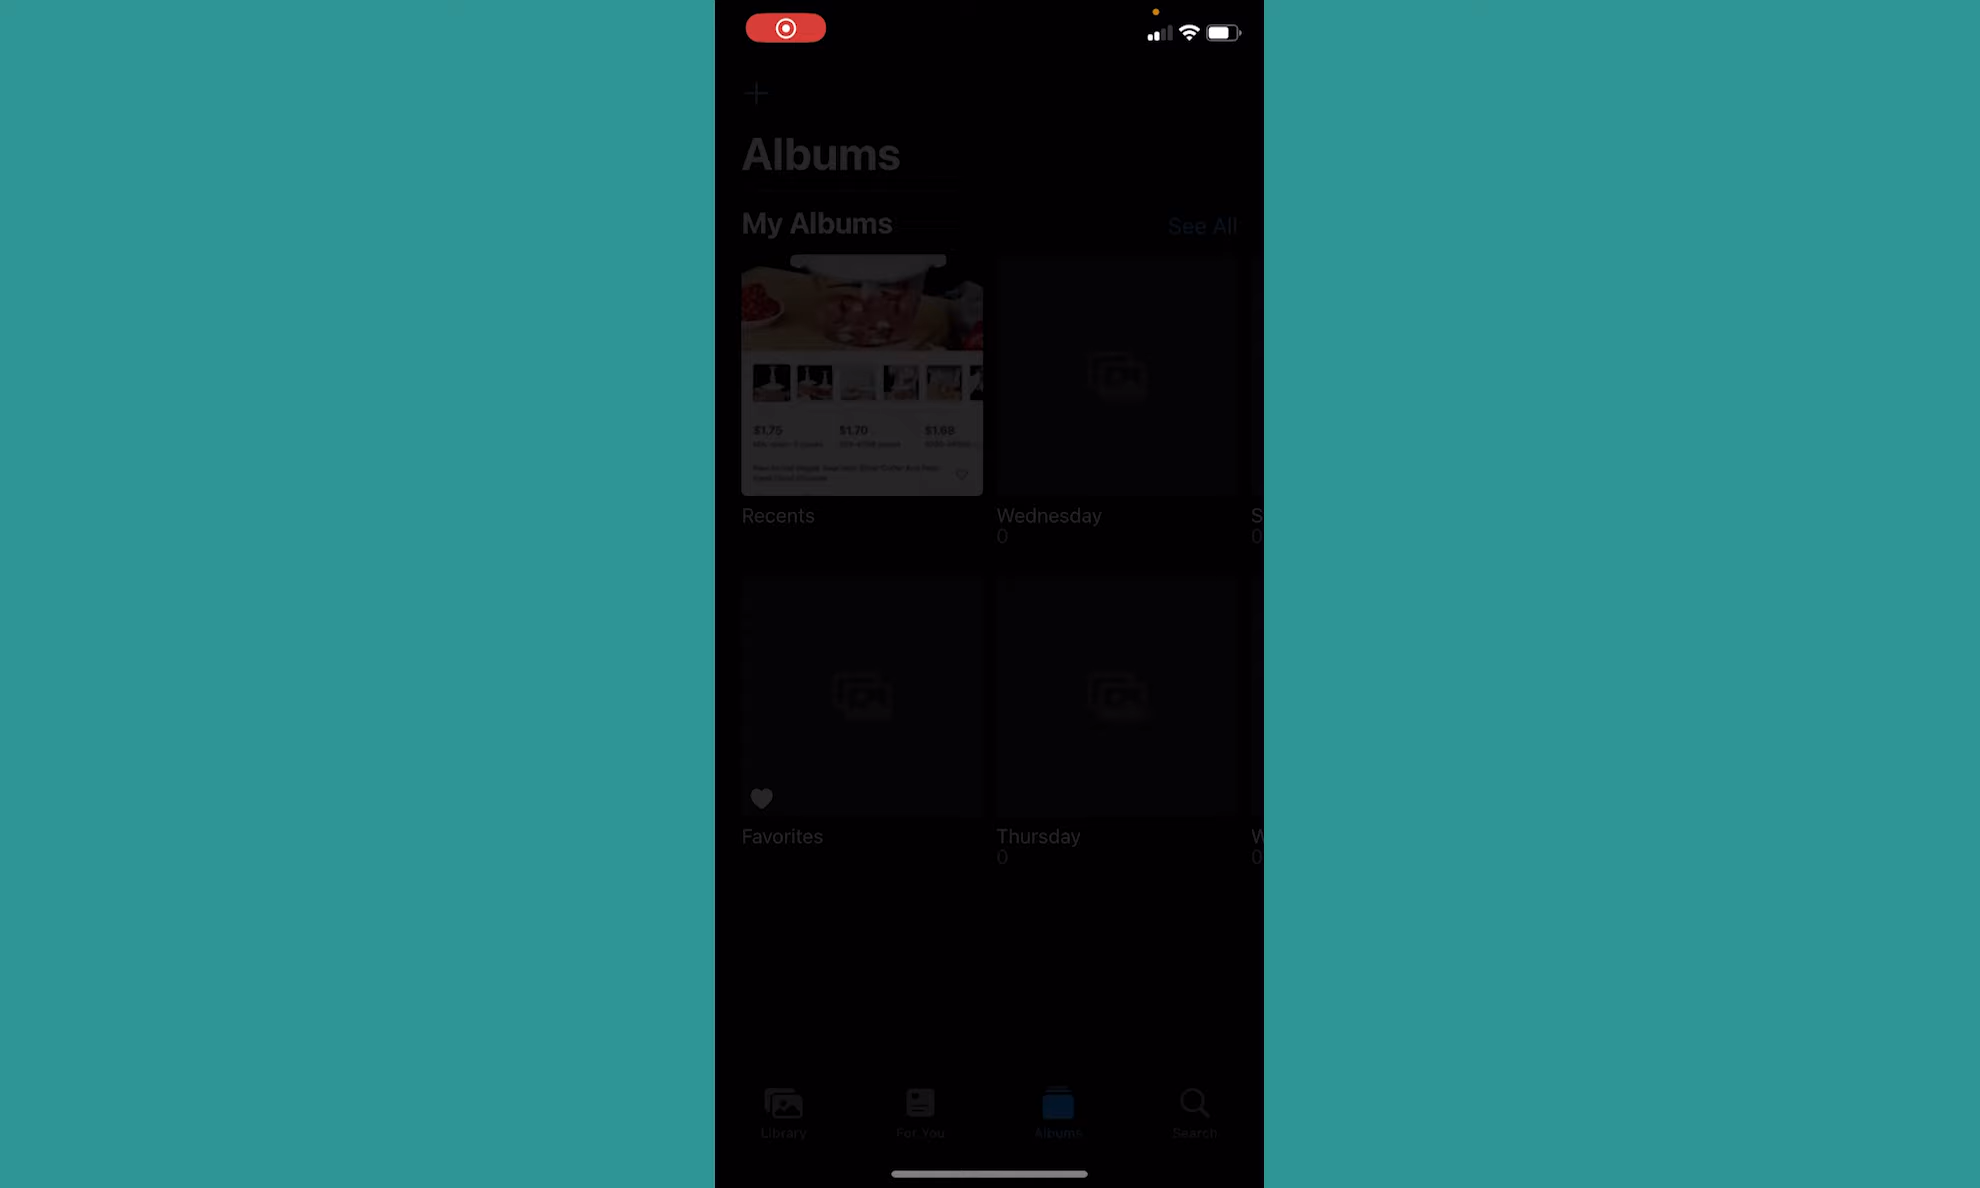 Albums
My Albums
See All
$1.75
$1.70
$1.68
Recents
Wednesday
0
S
0
Favorites
Thursday
0
W
0
Library
For You
Albums
Search